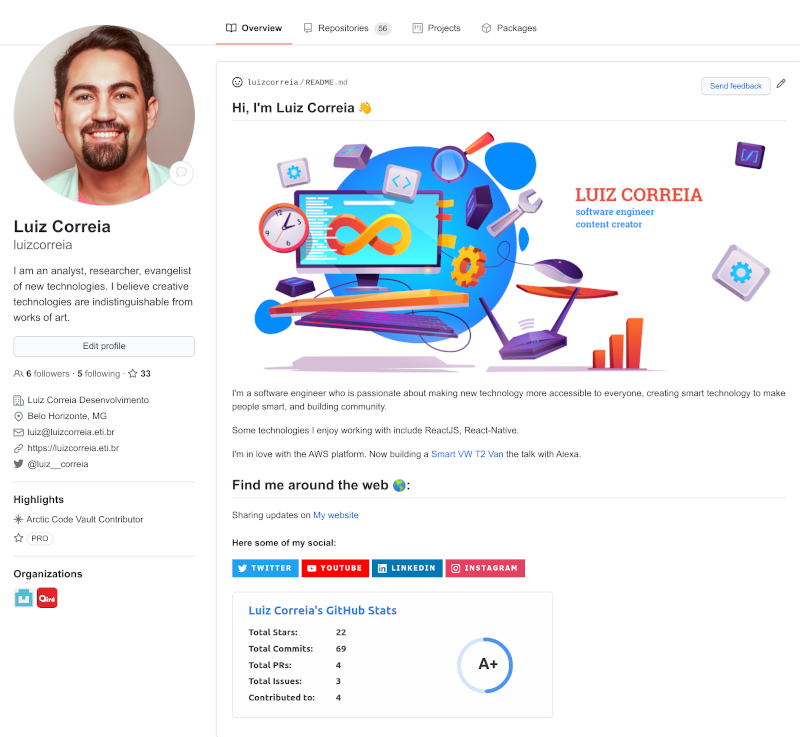 Overview
Repositories 56
Projects
Packages
luizcorreia/README.md
Send feedback
Hi, I'm Luiz Correia 👋
LUIZ CORREIA
software engineer
content creator
Luiz Correia
luizcorreia
I am an analyst, researcher, evangelist
of new technologies. I believe creative
technologies are indistinguishable from
works of art.
Edit profile
6 followers · 5 following · 33
Luiz Correia Desenvolvimento
Belo Horizonte, MG
luiz@luizcorreia.eti.br
https://luizcorreia.eti.br
@luiz__correia
Highlights
Arctic Code Vault Contributor
PRO
Organizations
Qiré
I'm a software engineer who is passionate about making new technology more accessible to everyone, creating smart technology to make
people smart, and building community.
Some technologies I enjoy working with include ReactJS, React-Native.
I'm in love with the AWS platform. Now building a Smart VW T2 Van the talk with Alexa.
Find me around the web 🌎:
Sharing updates on My website
Here some of my social:
TWITTER
YOUTUBE
LINKEDIN
INSTAGRAM
Luiz Correia's GitHub Stats
Total Stars: 22
Total Commits: 69
Total PRs: 4
Total Issues: 3
Contributed to: 4
A+